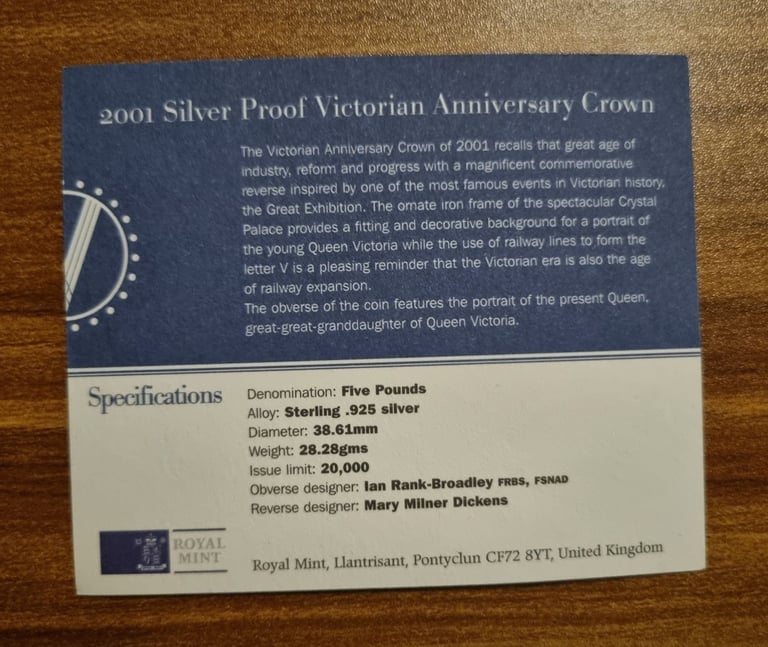 2001 Silver Proof Victorian Anniversary Crown
The Victorian Anniversary Crown of 2001 recalls that great age of
industry, reform and progress with a magnificent commemorative
reverse inspired by one of the most famous events in Victorian history,
the Great Exhibition. The ornate iron frame of the spectacular Crystal
Palace provides a fitting and decorative background for a portrait of
the young Queen Victoria while the use of railway lines to form the
letter V is a pleasing reminder that the Victorian era is also the age
of railway expansion.
The obverse of the coin features the portrait of the present Queen,
great-great-granddaughter of Queen Victoria.
Specifications
Denomination: Five Pounds
Alloy: Sterling .925 silver
Diameter: 38.61mm
Weight: 28.28gms
Issue limit: 20,000
Obverse designer: Ian Rank-Broadley FRBS, FSNAD
Reverse designer: Mary Milner Dickens
ROYAL
MINT
Royal Mint, Llantrisant, Pontyclun CF72 8YT, United Kingdom